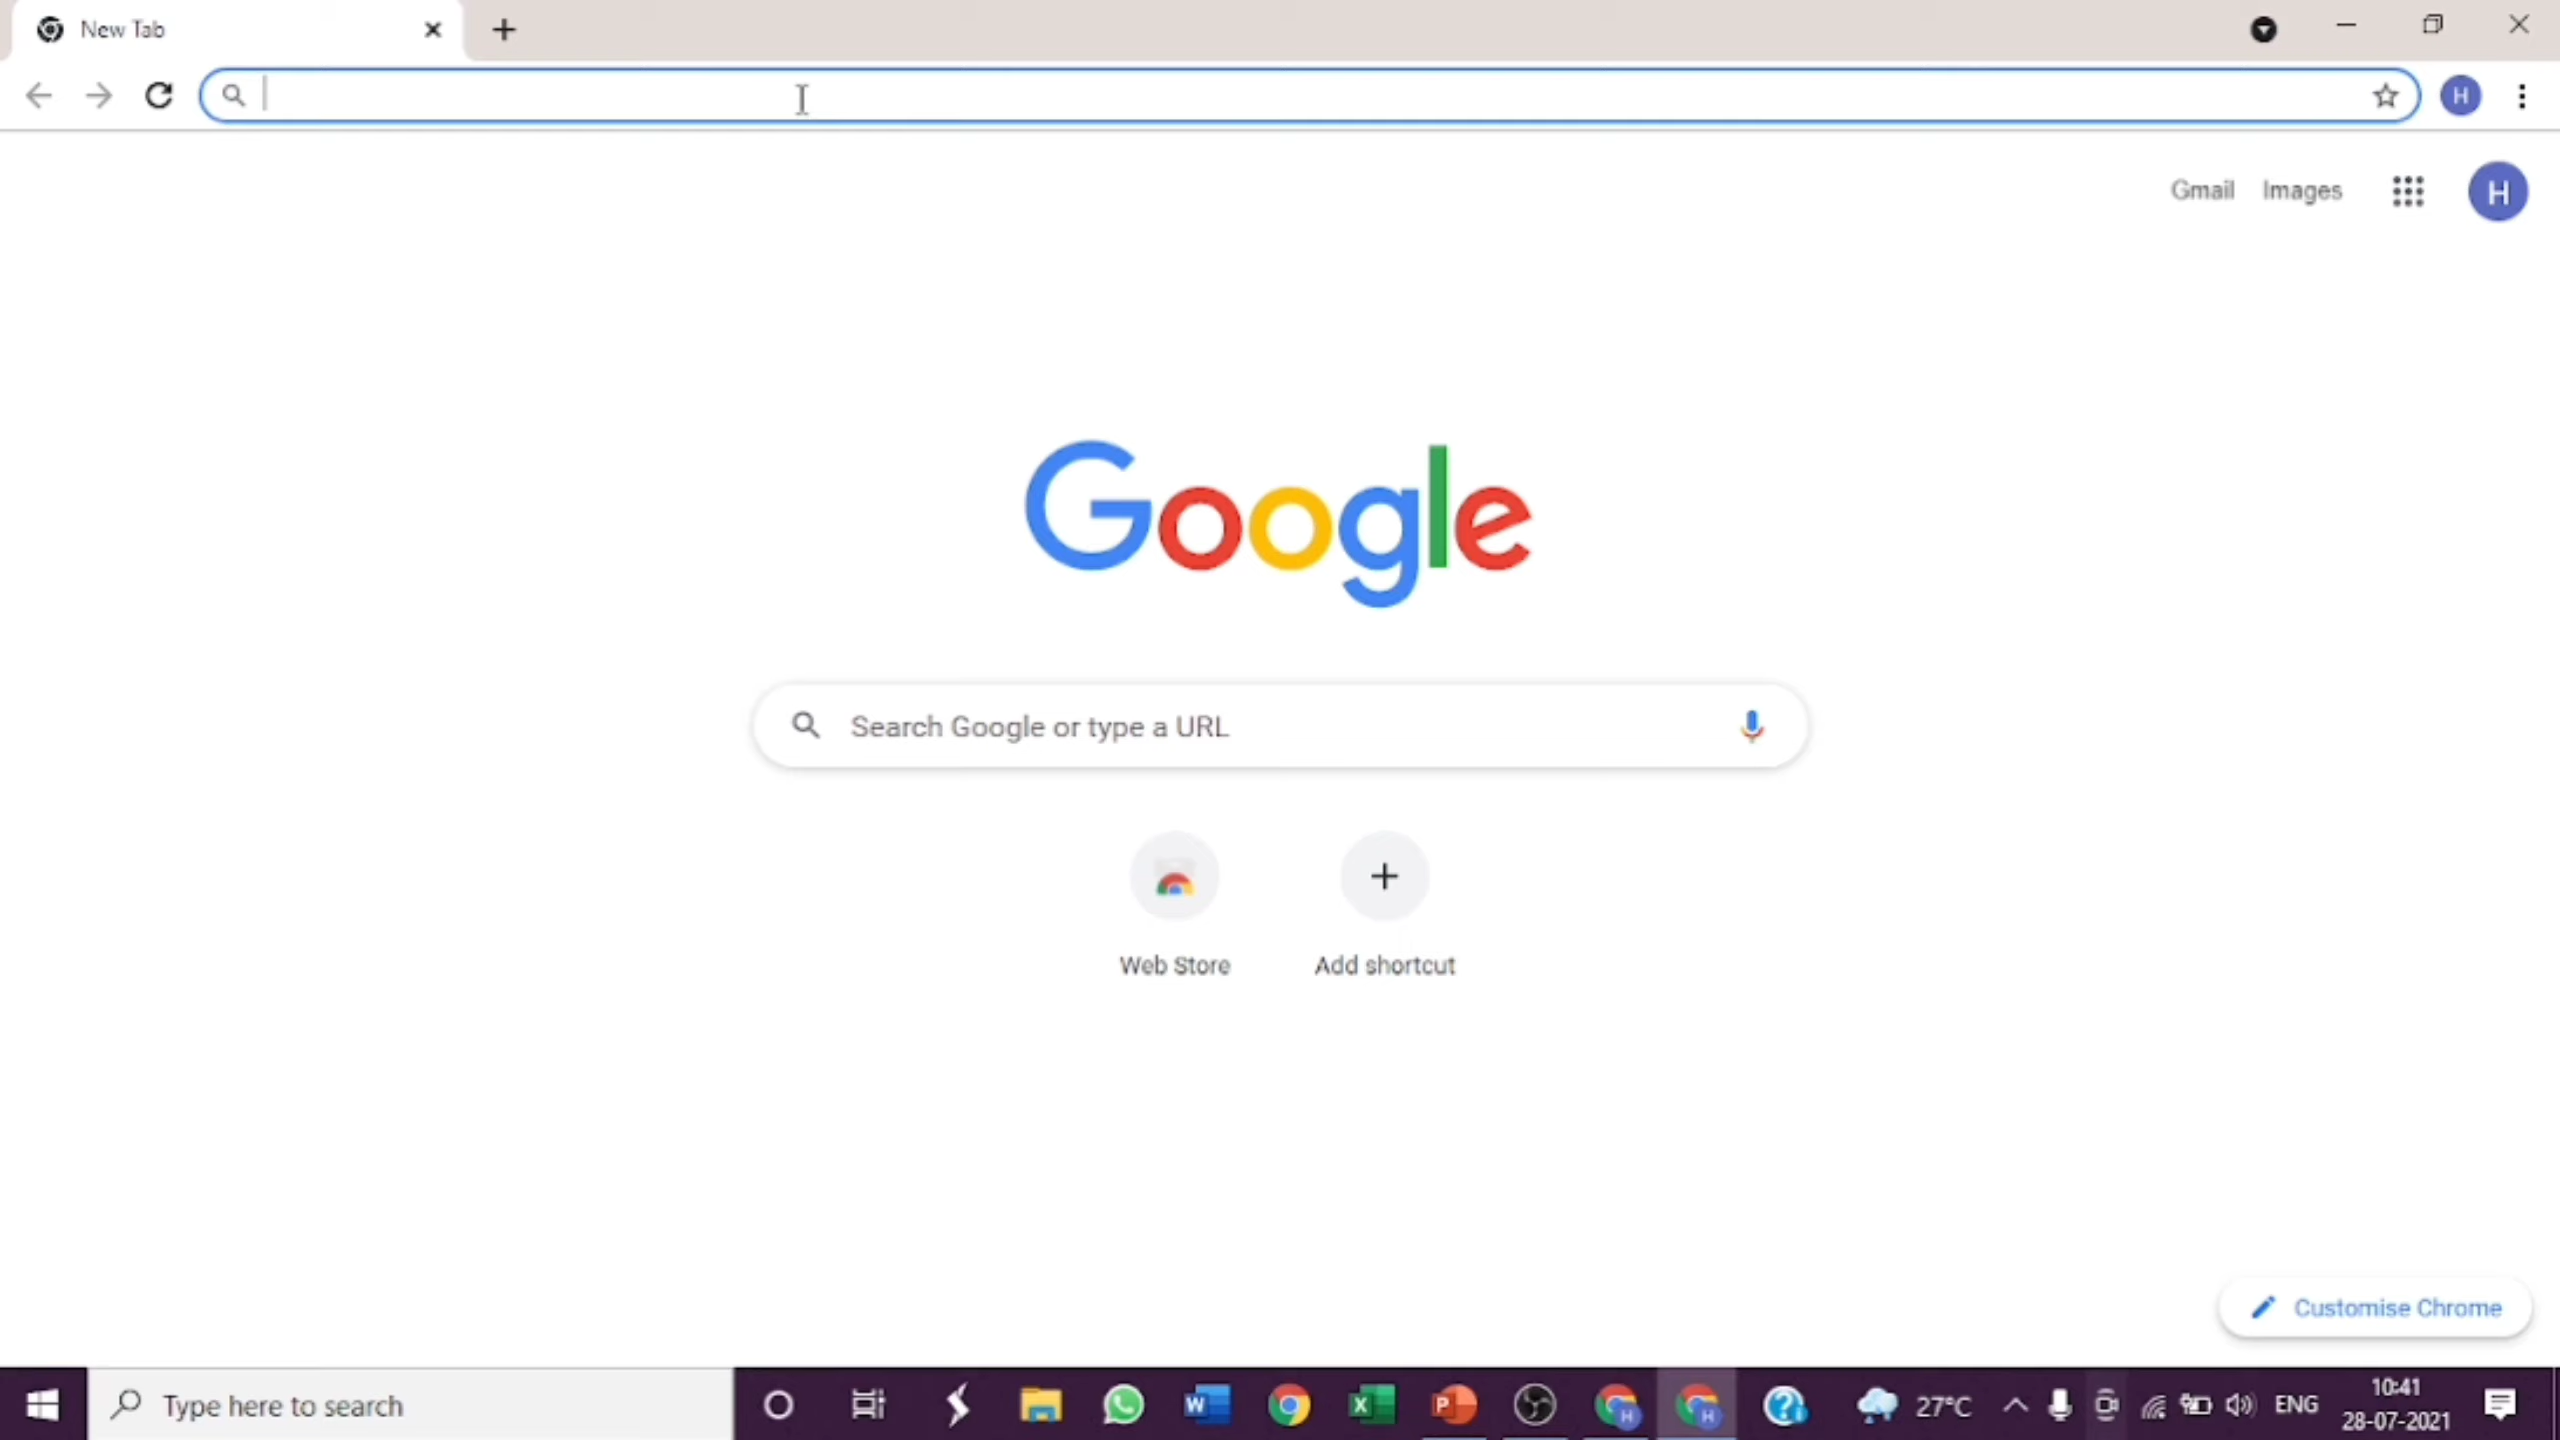 New Tab
H
Gmail Images
H
Google
Search Google or type a URL
Web Store
Add shortcut
Customise Chrome
Type here to search
27°C
ENG
10:41
28-07-2021